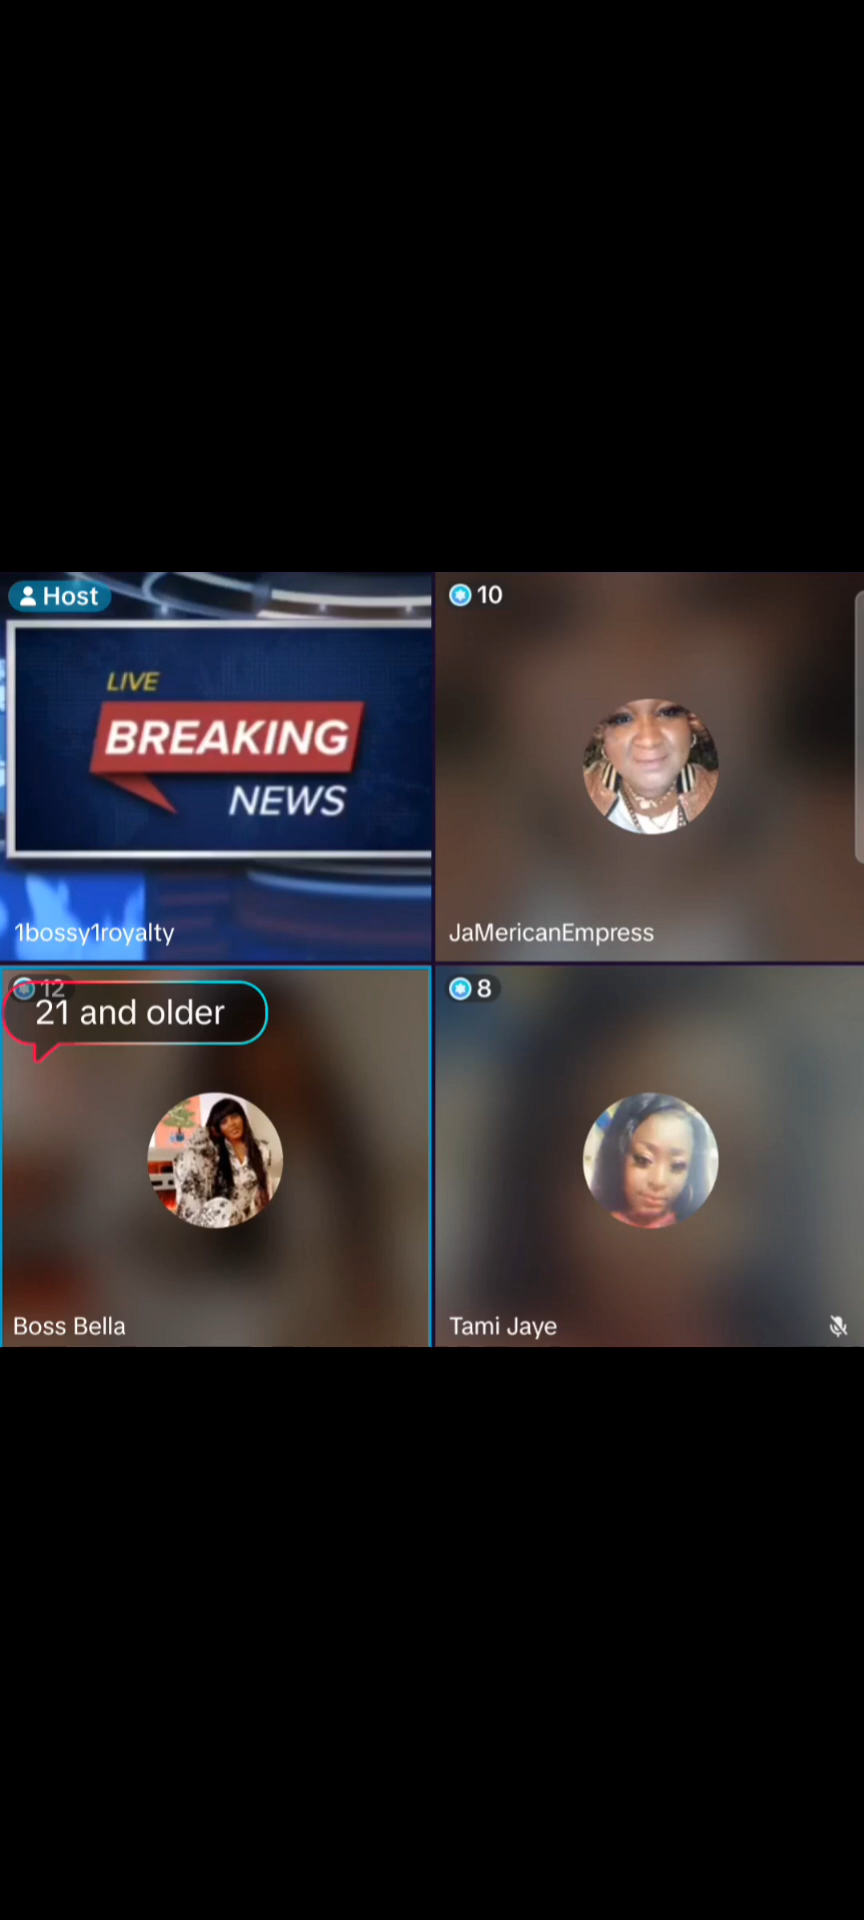 Host
LIVE
BREAKING
NEWS
1bossy1royalty
10
JaMericanEmpress
12
21 and older
Boss Bella
8
Tami Jaye